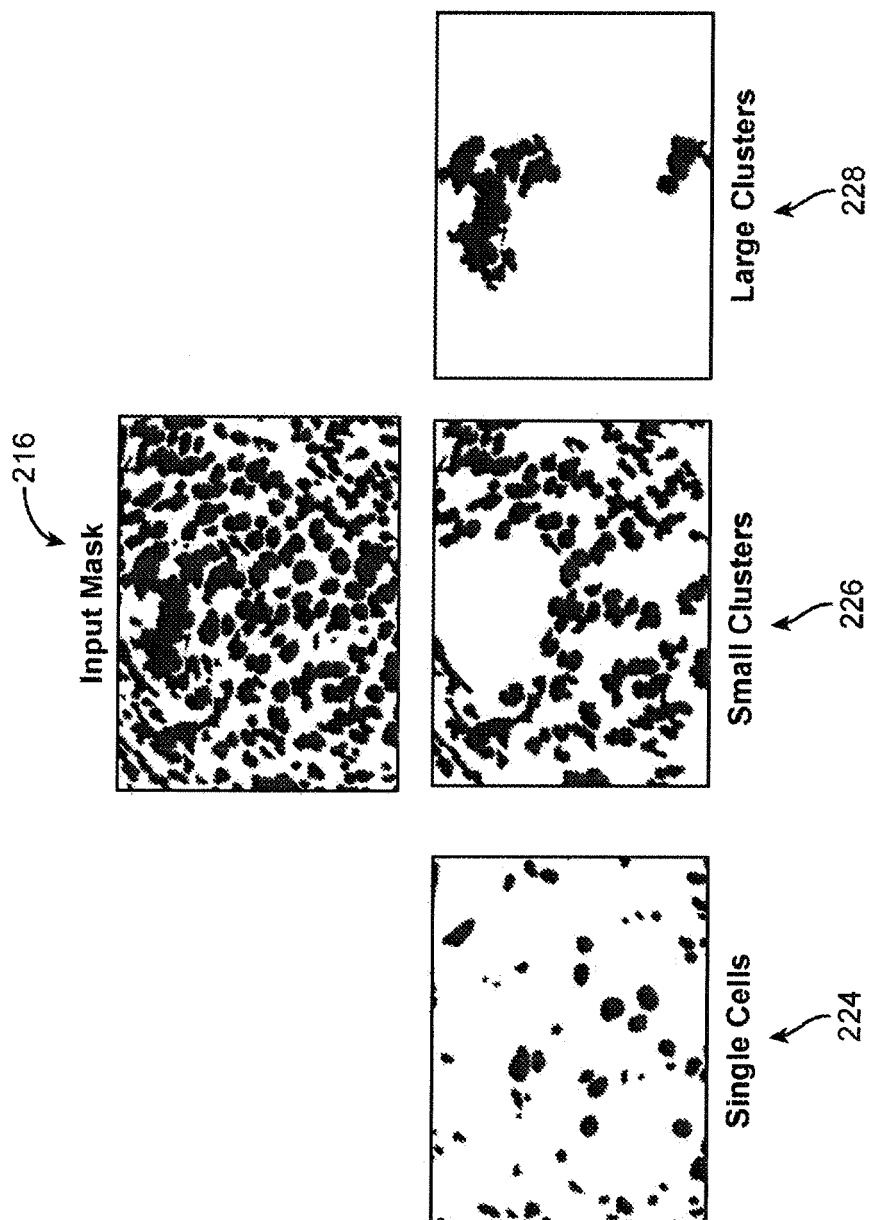 Input Mask
216
Single Cells
224
Small Clusters
226
Large Clusters
228